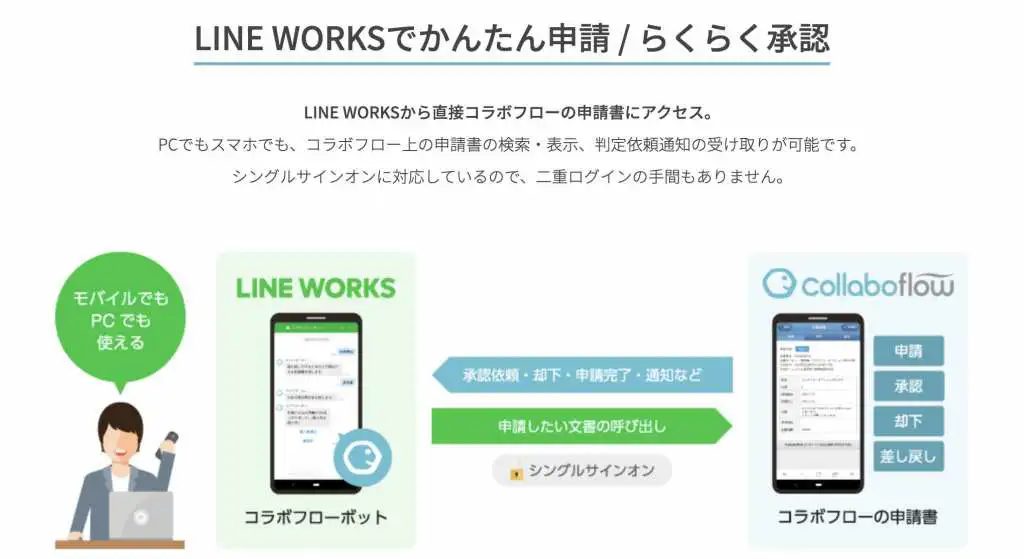 LINE WORKSでかんたん申請 / らくらく承認
LINE WORKSから直接コラボフローの申請書にアクセス。
PCでもスマホでも、コラボフロー上の申請書の検索・表示、判定依頼通知の受け取りが可能です。
シングルサインオンに対応しているので、二重ログインの手間もありません。
モバイルでも
PCでも
使える
LINE WORKS
コラボフローボット
承認依頼・却下・申請完了・通知など
申請したい文書の呼び出し
シングルサインオン
collaboflow
申請
承認
却下
差し戻し
コラボフローの申請書